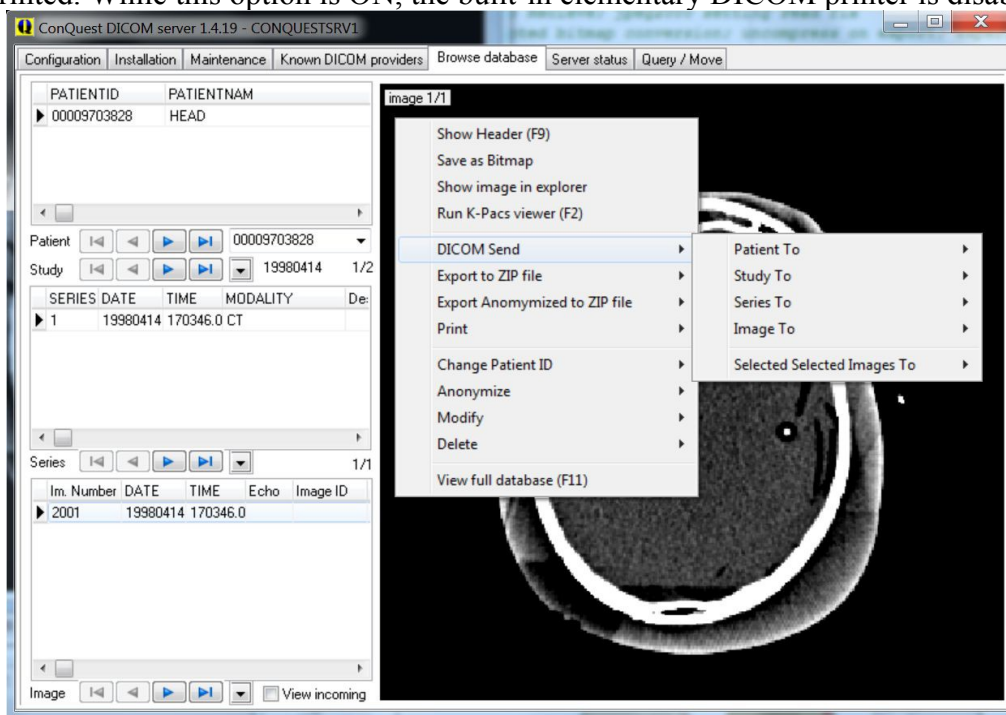 rinted. While this option is ON, the built-in elementary DICOM printer is disa
ConQuest DICOM server 1.4.19 - CONQUESTSRV1
Configuration Installation Maintenance Known DICOM providers Browse database Server status Query / Move
PATIENTID PATIENTNAM
00009703828 HEAD
Patient 00009703828
Study 19980414 1/2
SERIES DATE TIME MODALITY De:
1 19980414 170346.0 CT
Series 1/1
Im. Number DATE TIME Echo Image ID
2001 19980414 170346.0
Image View incoming
image 1/1
Show Header (F9)
Save as Bitmap
Show image in explorer
Run K-Pacs viewer (F2)
DICOM Send
Export to ZIP file
Export Anomymized to ZIP file
Print
Change Patient ID
Anonymize
Modify
Delete
View full database (F11)
Patient To
Study To
Series To
Image To
Selected Selected Images To